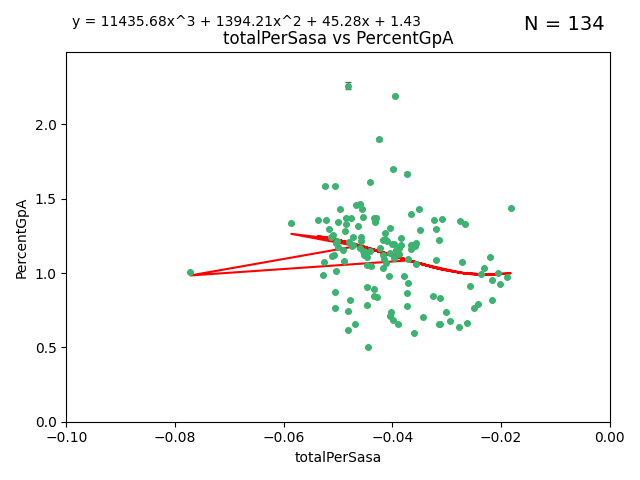 y = 11435.68x^3 + 1394.21x^2 + 45.28x + 1.43
N = 134
totalPerSasa vs PercentGpA
PercentGpA
2.0
1.5
1.0
0.5
0.0
−0.10 −0.08 −0.06 −0.04 −0.02 0.00
totalPerSasa